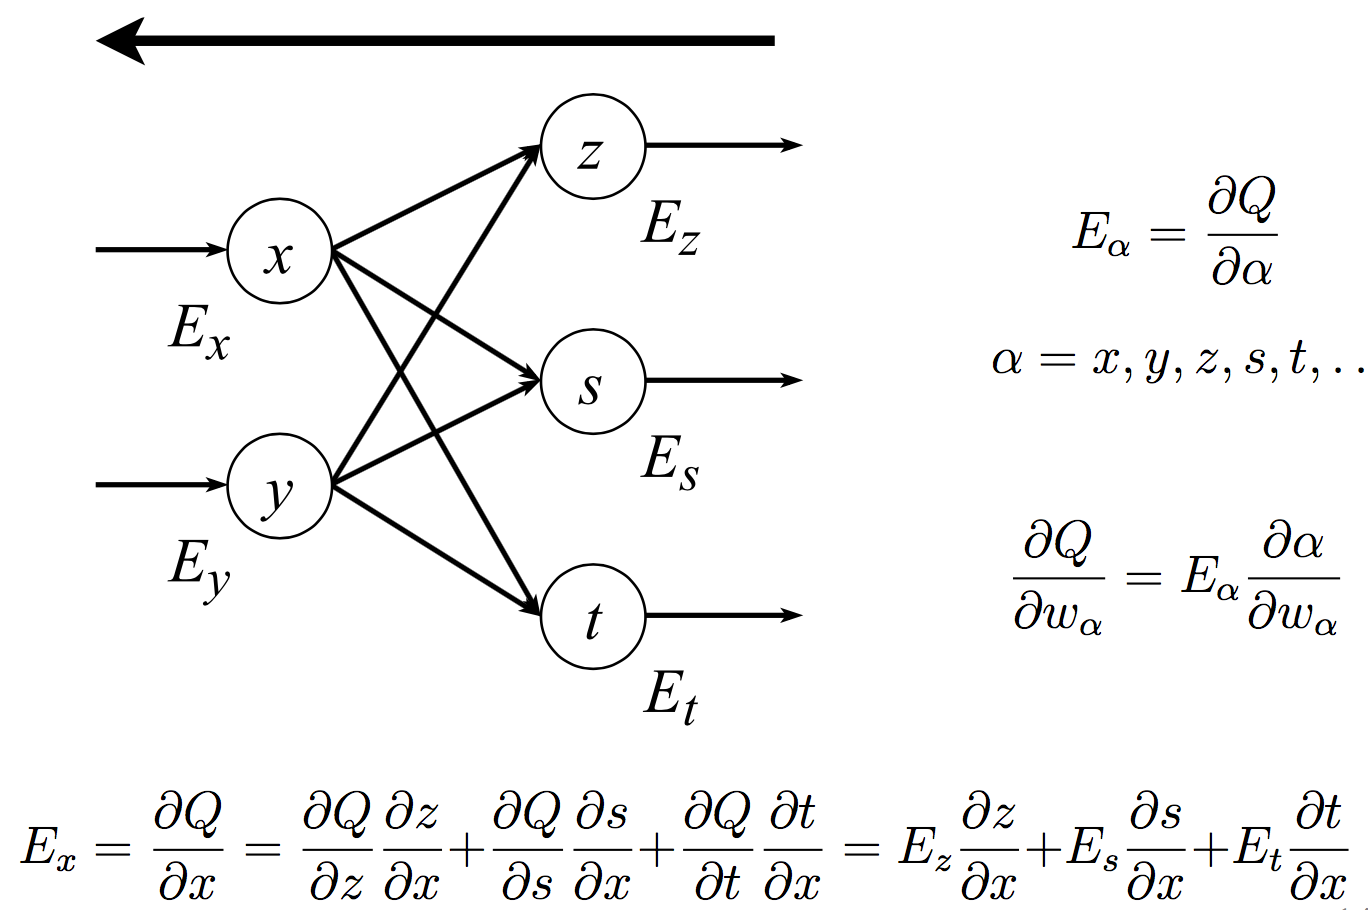 z
E_z
x
E_x
s
E_s
y
E_y
t
E_t
E_α = ∂Q/∂α
α = x, y, z, s, t, . .
∂Q/∂w_α = E_α ∂α/∂w_α
E_x = ∂Q/∂x = ∂Q/∂z ∂z/∂x + ∂Q/∂s ∂s/∂x + ∂Q/∂t ∂t/∂x = E_z ∂z/∂x + E_s ∂s/∂x + E_t ∂t/∂x